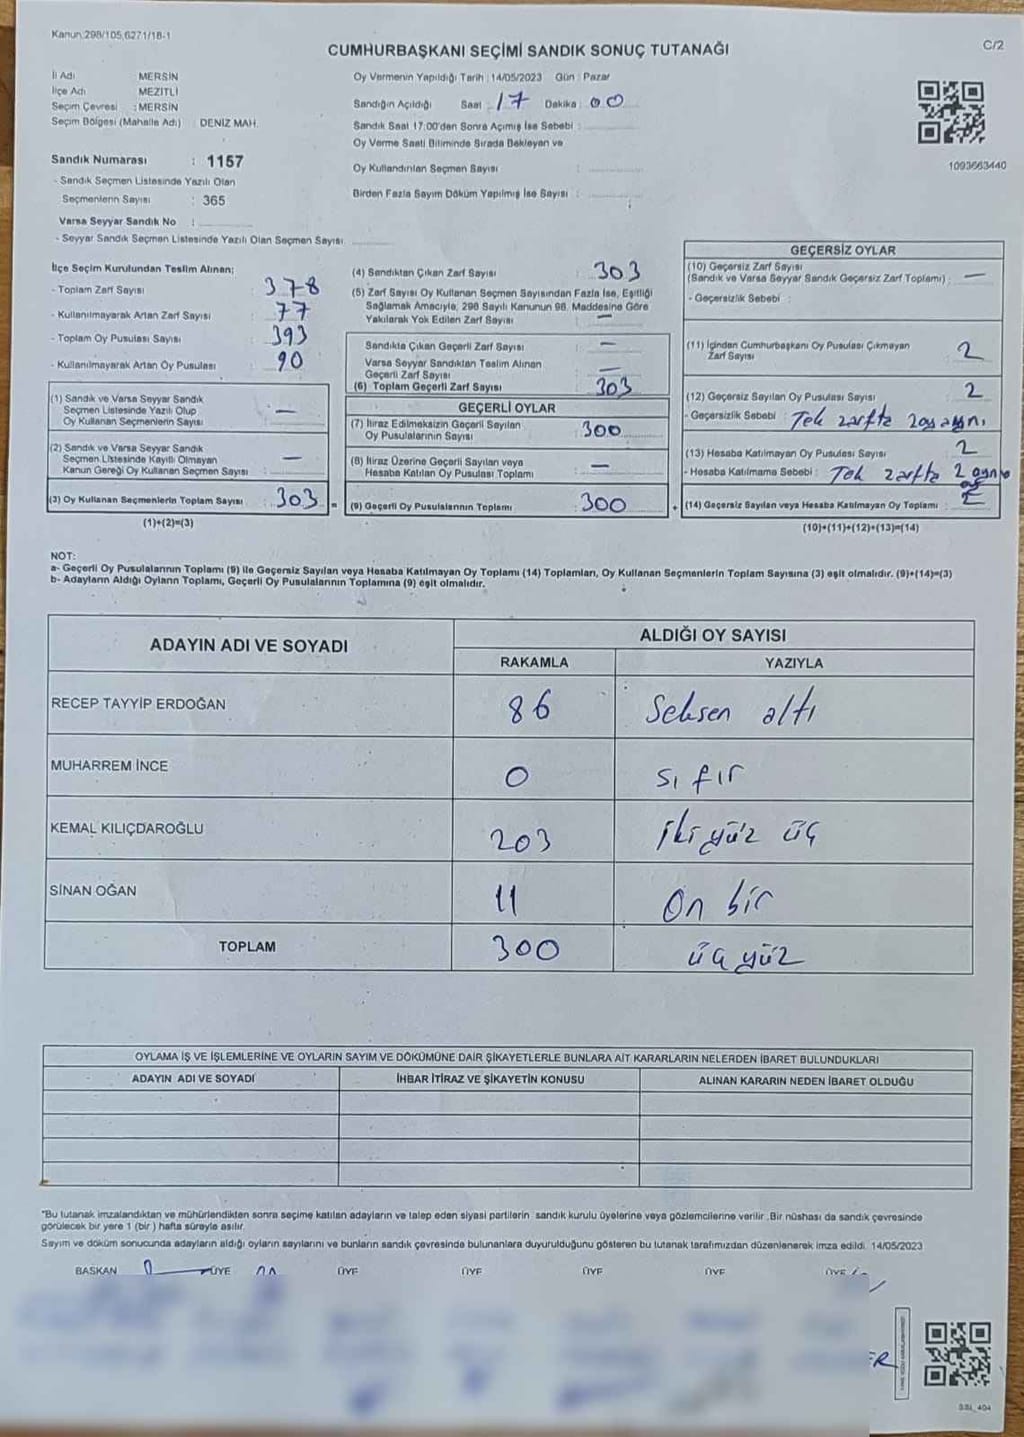 Kanun:298/105,6271/18-1
CUMHURBAŞKANI SEÇİMİ SANDIK SONUÇ TUTANAĞI
C/2
İl Adı MERSİN
İlçe Adı MEZİTLİ
Seçim Çevresi : MERSİN
Seçim Bölgesi (Mahalle Adı) : DENİZ MAH.
Oy Vermenin Yapıldığı Tarih : 14/05/2023 Gün : Pazar
Sandığın Açıldığı Saat : 17 Dakika : 00
Sandık Saat 17:00'den Sonra Açımış İse Sebebi :
Oy Verme Saati Bitiminde Sırada Bekleyen ve
Oy Kullandırılan Seçmen Sayısı :
Birden Fazla Sayım Döküm Yapılmış İse Sayısı :
1093663440
Sandık Numarası : 1157
- Sandık Seçmen Listesinde Yazılı Olan
Seçmenlerin Sayısı : 365
Varsa Seyyar Sandık No :
- Seyyar Sandık Seçmen Listesinde Yazılı Olan Seçmen Sayısı
İlçe Seçim Kurulundan Teslim Alınan;
- Toplam Zarf Sayısı : 378
- Kullanılmayarak Artan Zarf Sayısı : 77
- Toplam Oy Pusulası Sayısı : 393
- Kullanılmayarak Artan Oy Pusulası : 90
(1) Sandık ve Varsa Seyyar Sandık
Seçmen Listesinde Yazılı Olup
Oy Kullanan Seçmenlerin Sayısı : —
(2) Sandık ve Varsa Seyyar Sandık
Seçmen Listesinde Kayıtlı Olmayan
Kanun Gereği Oy Kullanan Seçmen Sayısı : —
(3) Oy Kullanan Seçmenlerin Toplam Sayısı : 303 =
(1)+(2)=(3)
(4) Sandıktan Çıkan Zarf Sayısı : 303
(5) Zarf Sayısı Oy Kullanan Seçmen Sayısından Fazla İse, Eşitliği
Sağlamak Amacıyla, 298 Sayılı Kanunun 98. Maddesine Göre
Yakılarak Yok Edilen Zarf Sayısı : —
Sandıkta Çıkan Geçerli Zarf Sayısı : —
Varsa Seyyar Sandıktan Teslim Alınan
Geçerli Zarf Sayısı : —
(6) Toplam Geçerli Zarf Sayısı : 303
GEÇERLİ OYLAR
(7) İtiraz Edilmeksizin Geçerli Sayılan
Oy Pusulalarının Sayısı : 300
(8) İtiraz Üzerine Geçerli Sayılan veya
Hesaba Katılan Oy Pusulası Toplamı : —
(9) Geçerli Oy Pusulalarının Toplamı : 300 +
GEÇERSİZ OYLAR
(10) Geçersiz Zarf Sayısı
(Sandık ve Varsa Seyyar Sandık Geçersiz Zarf Toplamı) : —
- Geçersizlik Sebebi :
(11) İçinden Cumhurbaşkanı Oy Pusulası Çıkmayan
Zarf Sayısı : 2
(12) Geçersiz Sayılan Oy Pusulası Sayısı : 2
- Geçersizlik Sebebi : Tek zarfta 2oy aynı
(13) Hesaba Katılmayan Oy Pusulası Sayısı : 2
- Hesaba Katılmama Sebebi : Tek zarfta 2 aynı
oy
(14) Geçersiz Sayılan veya Hesaba Katılmayan Oy Toplamı :
(10)+(11)+(12)+(13)=(14)
NOT:
a- Geçerli Oy Pusulalarının Toplamı (9) ile Geçersiz Sayılan veya Hesaba Katılmayan Oy Toplamı (14) Toplamları, Oy Kullanan Seçmenlerin Toplam Sayısına (3) eşit olmalıdır. (9)+(14)=(3)
b- Adayların Aldığı Oyların Toplamı, Geçerli Oy Pusulalarının Toplamına (9) eşit olmalıdır.
ADAYIN ADI VE SOYADI
ALDIĞI OY SAYISI
RAKAMLA YAZIYLA
RECEP TAYYİP ERDOĞAN 86 Seksen altı
MUHARREM İNCE 0 sıfır
KEMAL KILIÇDAROĞLU 203 iki yüz üç
SİNAN OĞAN 11 On bir
TOPLAM 300 üç yüz
OYLAMA İŞ VE İŞLEMLERİNE VE OYLARIN SAYIM VE DÖKÜMÜNE DAİR ŞİKAYETLERLE BUNLARA AİT KARARLARIN NELERDEN İBARET BULUNDUKLARI
ADAYIN ADI VE SOYADI İHBAR İTİRAZ VE ŞİKAYETİN KONUSU ALINAN KARARIN NEDEN İBARET OLDUĞU
*Bu tutanak imzalandıktan ve mühürlendikten sonra seçime katılan adayların ve talep eden siyasi partilerin sandık kurulu üyelerine veya gözlemcilerine verilir. Bir nüshası da sandık çevresinde
görülecek bir yere 1 (bir) hafta süreyle asılır.
Sayım ve döküm sonucunda adayların aldığı oyların sayılarını ve bunların sandık çevresinde bulunanlara duyurulduğunu gösteren bu tutanak tarafımızdan düzenlenerek imza edildi. 14/05/2023
BAŞKAN ÜYE ÜYE ÜYE ÜYE ÜYE ÜYE